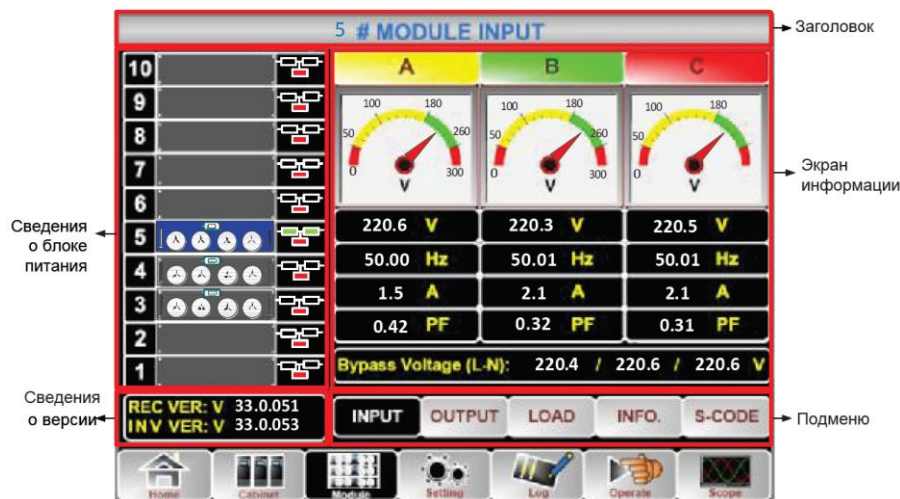 5 # MODULE INPUT
Заголовок
10
9
8
7
6
5
4
3
2
1
Сведения
о блоке
питания
A B C
0 50 100 180 260 300
V
0 50 100 180 260 300
V
50 100 180
V
Экран
информации
220.6 V 220.3 V 220.5 V
50.00 Hz 50.01 Hz 50.01 Hz
1.5 A 2.1 A 2.1 A
0.42 PF 0.32 PF 0.31 PF
Bypass Voltage (L-N): 220.4 / 220.6 / 220.6 V
Сведения
о версии
REC VER: V 33.0.051
INV VER: V 33.0.053
INPUT OUTPUT LOAD INFO. S-CODE
Подменю
Home Cabinet Module Setting Log Operate Scope